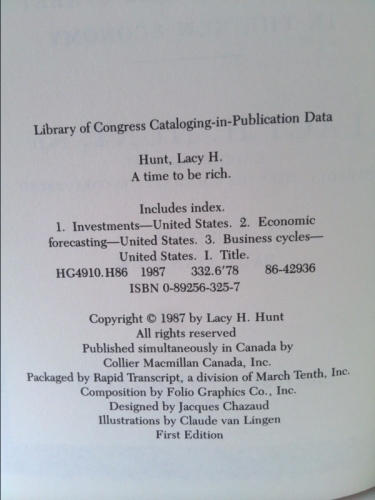 Library of Congress Cataloging-in-Publication Data
Hunt, Lacy H.
A time to be rich.
Includes index.
1. Investments—United States. 2. Economic
forecasting—United States. 3. Business cycles—
United States. I. Title.
HG4910.H86 1987 332.6'78 86-42936
ISBN 0-89256-325-7
Copyright © 1987 by Lacy H. Hunt
All rights reserved
Published simultaneously in Canada by
Collier Macmillan Canada, Inc.
Packaged by Rapid Transcript, a division of March Tenth, Inc.
Composition by Folio Graphics Co., Inc.
Designed by Jacques Chazaud
Illustrations by Claude van Lingen
First Edition